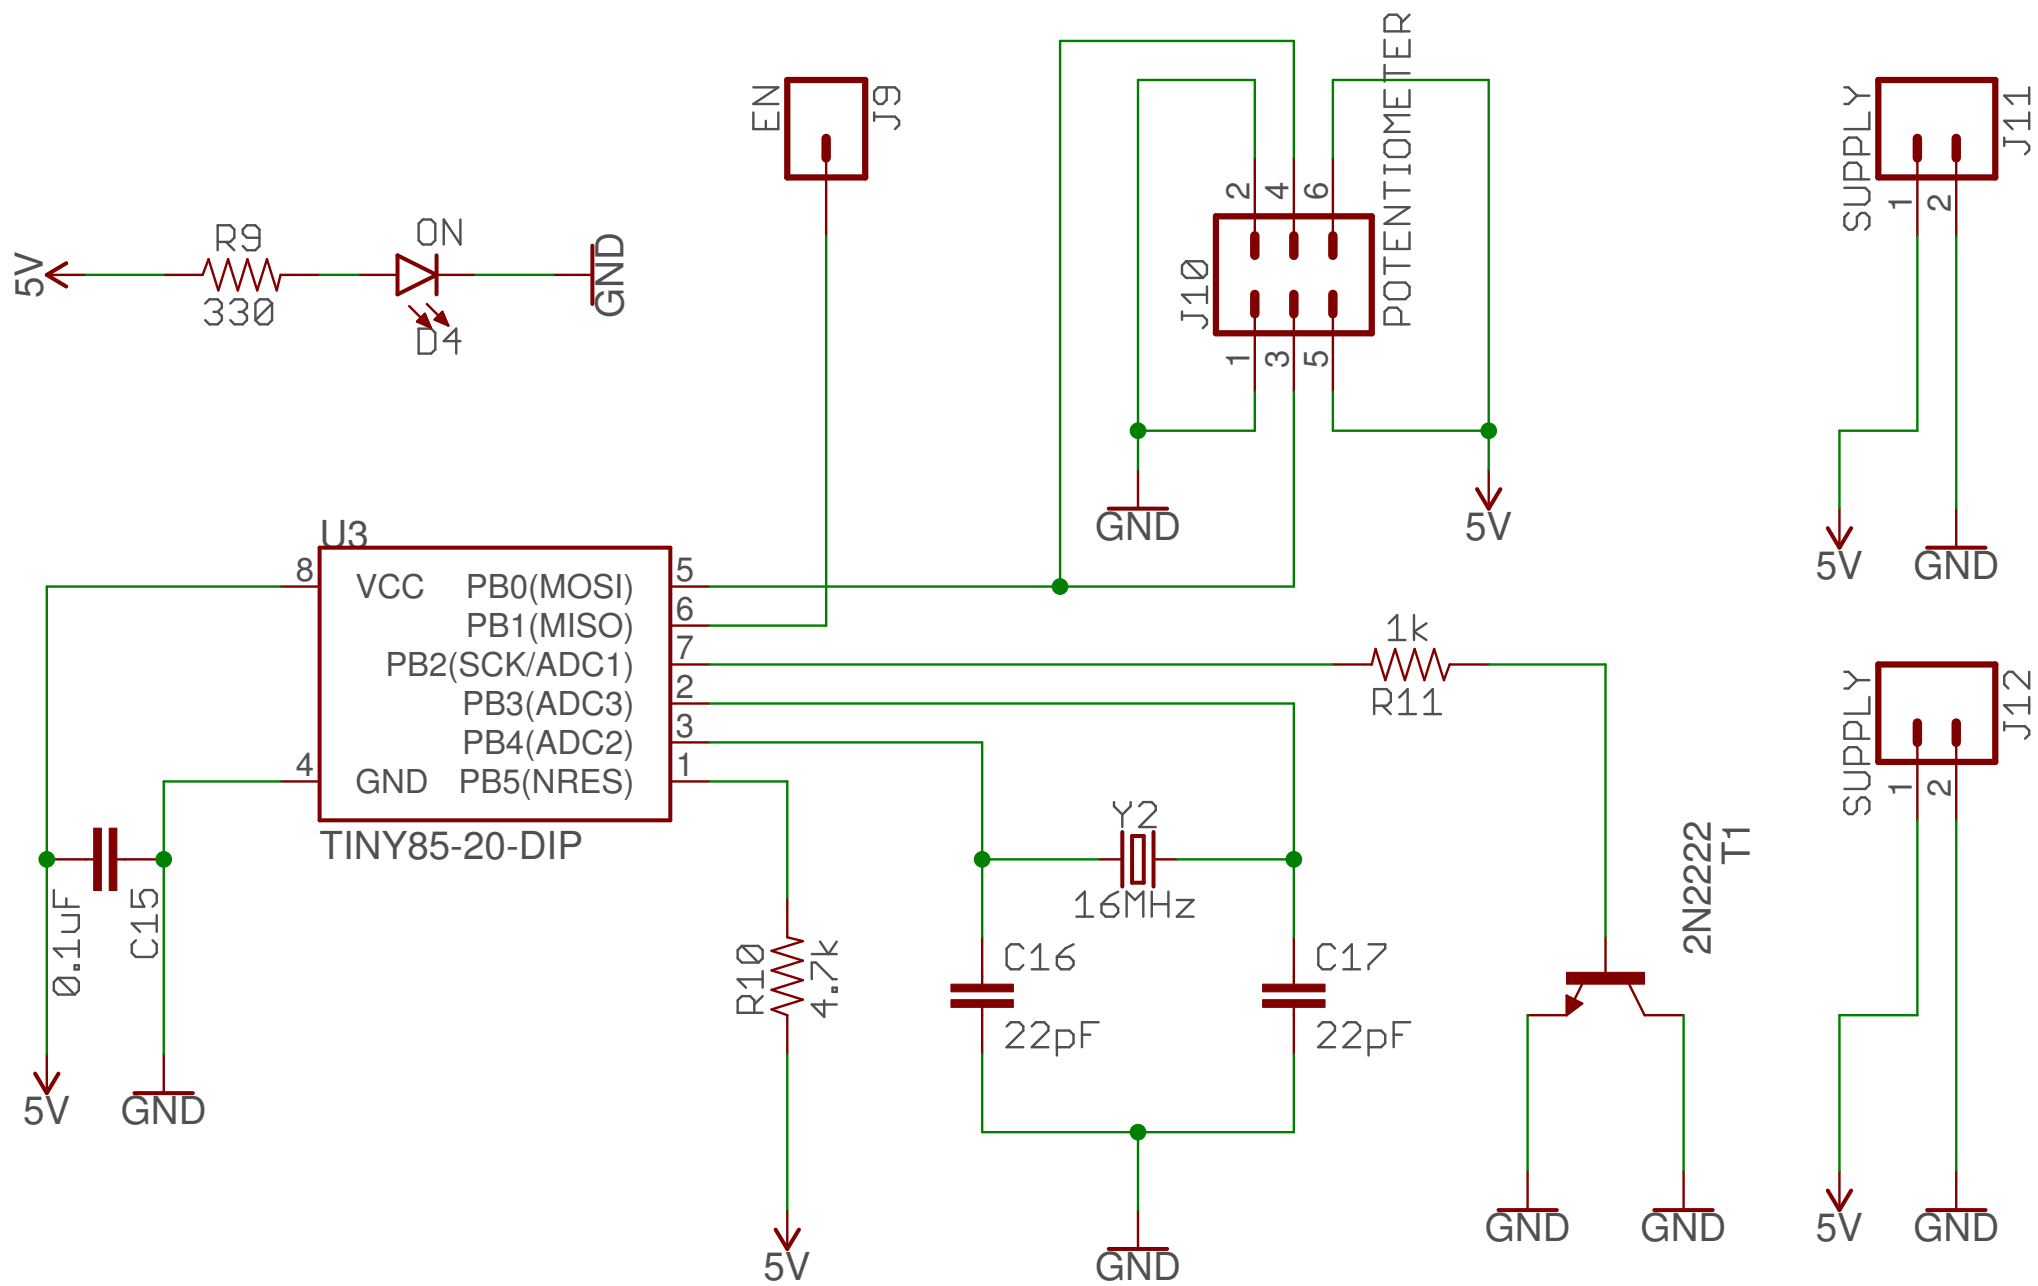 POTENTIOMETER
EN
J9
SUPPLY
J11
1
2
2
4
6
5V
R9
330
ON
D4
GND
J10
1
3
5
GND
5V
5V
GND
U3
8
VCC
4
GND
PB0(MOSI)
5
PB1(MISO)
6
PB2(SCK/ADC1)
7
PB3(ADC3)
2
PB4(ADC2)
3
PB5(NRES)
1
TINY85-20-DIP
1k
R11
SUPPLY
J12
1
2
Y2
16MHz
2N2222
T1
0.1uF
C15
R10
4.7k
C16
22pF
C17
22pF
5V
GND
5V
GND
GND
GND
5V
GND